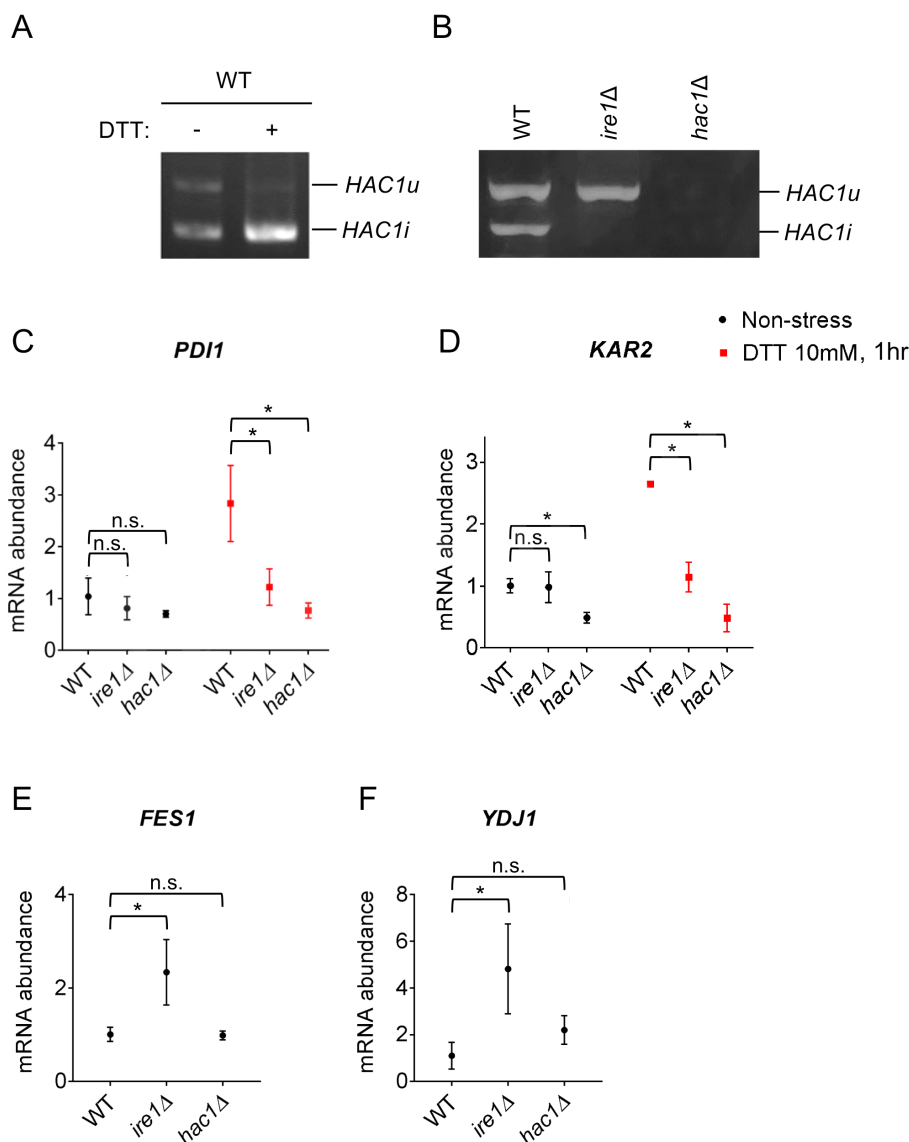 A
WT
DTT: - +
HAC1u
HAC1i
B
WT ire1Δ hac1Δ
HAC1u
HAC1i
Non-stress
DTT 10mM, 1hr
C
PDI1
mRNA abundance
4
3
2
1
0
n.s.
n.s.
*
*
WT ire1Δ hac1Δ WT ire1Δ hac1Δ
D
KAR2
mRNA abundance
3
2
1
0
*
n.s.
*
*
WT ire1Δ hac1Δ WT ire1Δ hac1Δ
E
FES1
mRNA abundance
4
2
0
n.s.
*
WT ire1Δ hac1Δ
F
YDJ1
mRNA abundance
8
6
4
2
0
n.s.
*
WT ire1Δ hac1Δ